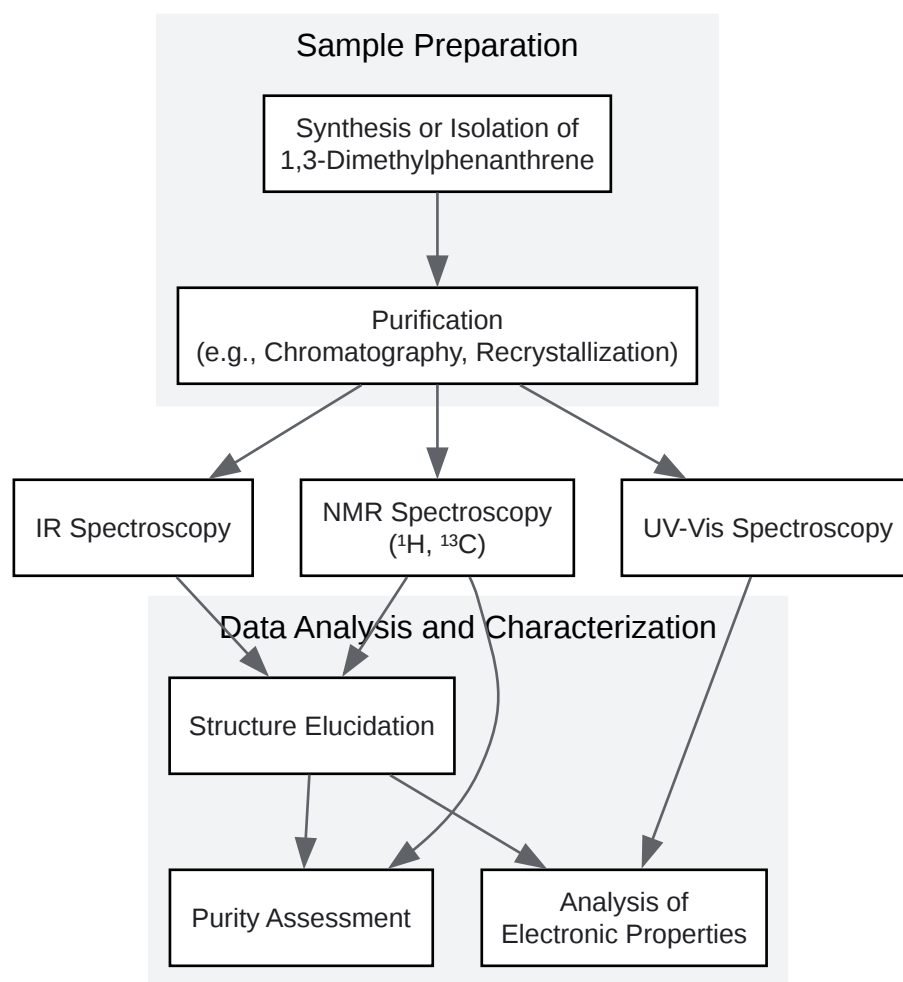 Sample Preparation
Synthesis or Isolation of
1,3-Dimethylphenanthrene
Purification
(e.g., Chromatography, Recrystallization)
IR Spectroscopy
NMR Spectroscopy
(¹H, ¹³C)
UV-Vis Spectroscopy
Data Analysis and Characterization
Structure Elucidation
Purity Assessment
Analysis of
Electronic Properties